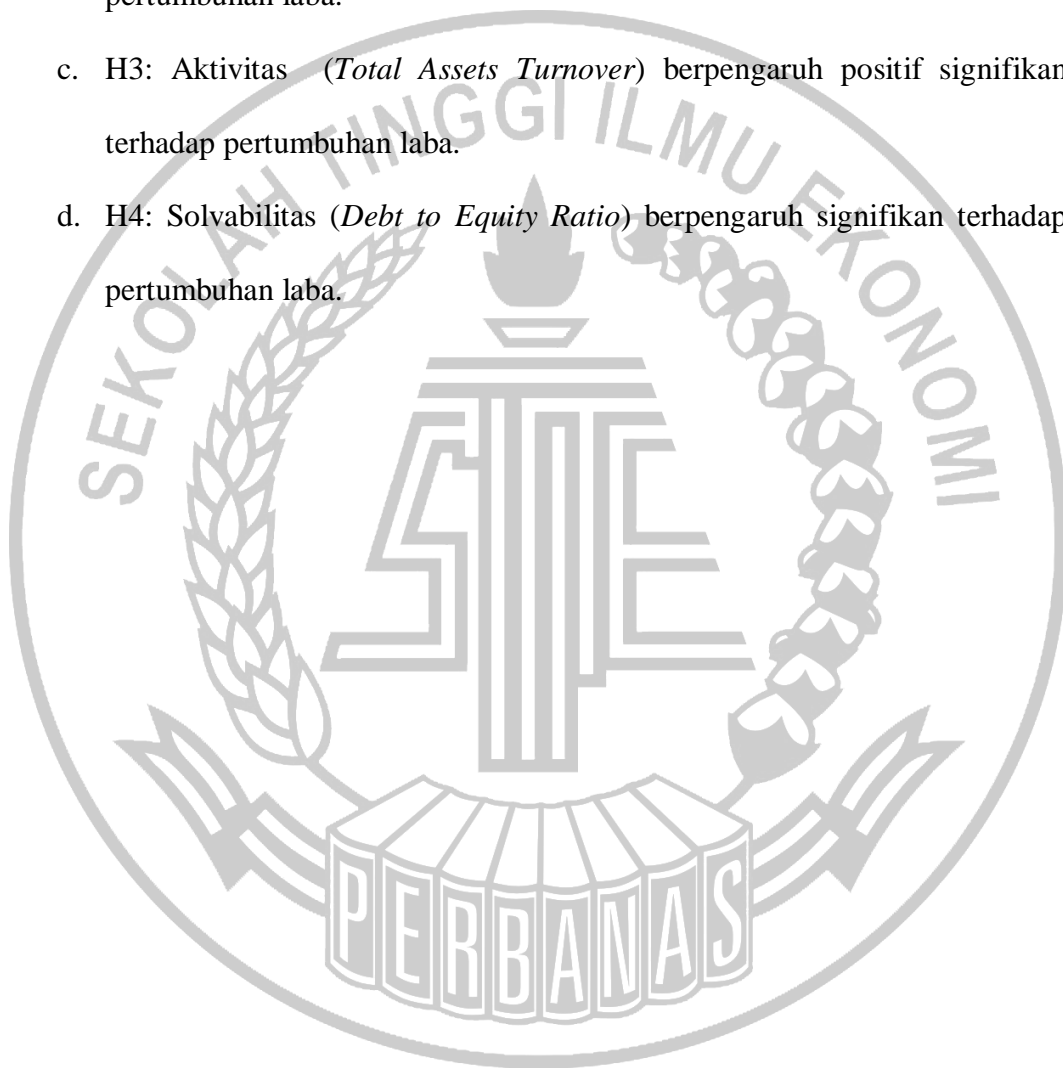 pertumbuhan laba.
c. H3: Aktivitas (Total Assets Turnover) berpengaruh positif signifikan
terhadap pertumbuhan laba.
d. H4: Solvabilitas (Debt to Equity Ratio) berpengaruh signifikan terhadap
pertumbuhan laba.
SEKOLAH TINGGI ILMU EKONOMI
STIE
PERBANAS